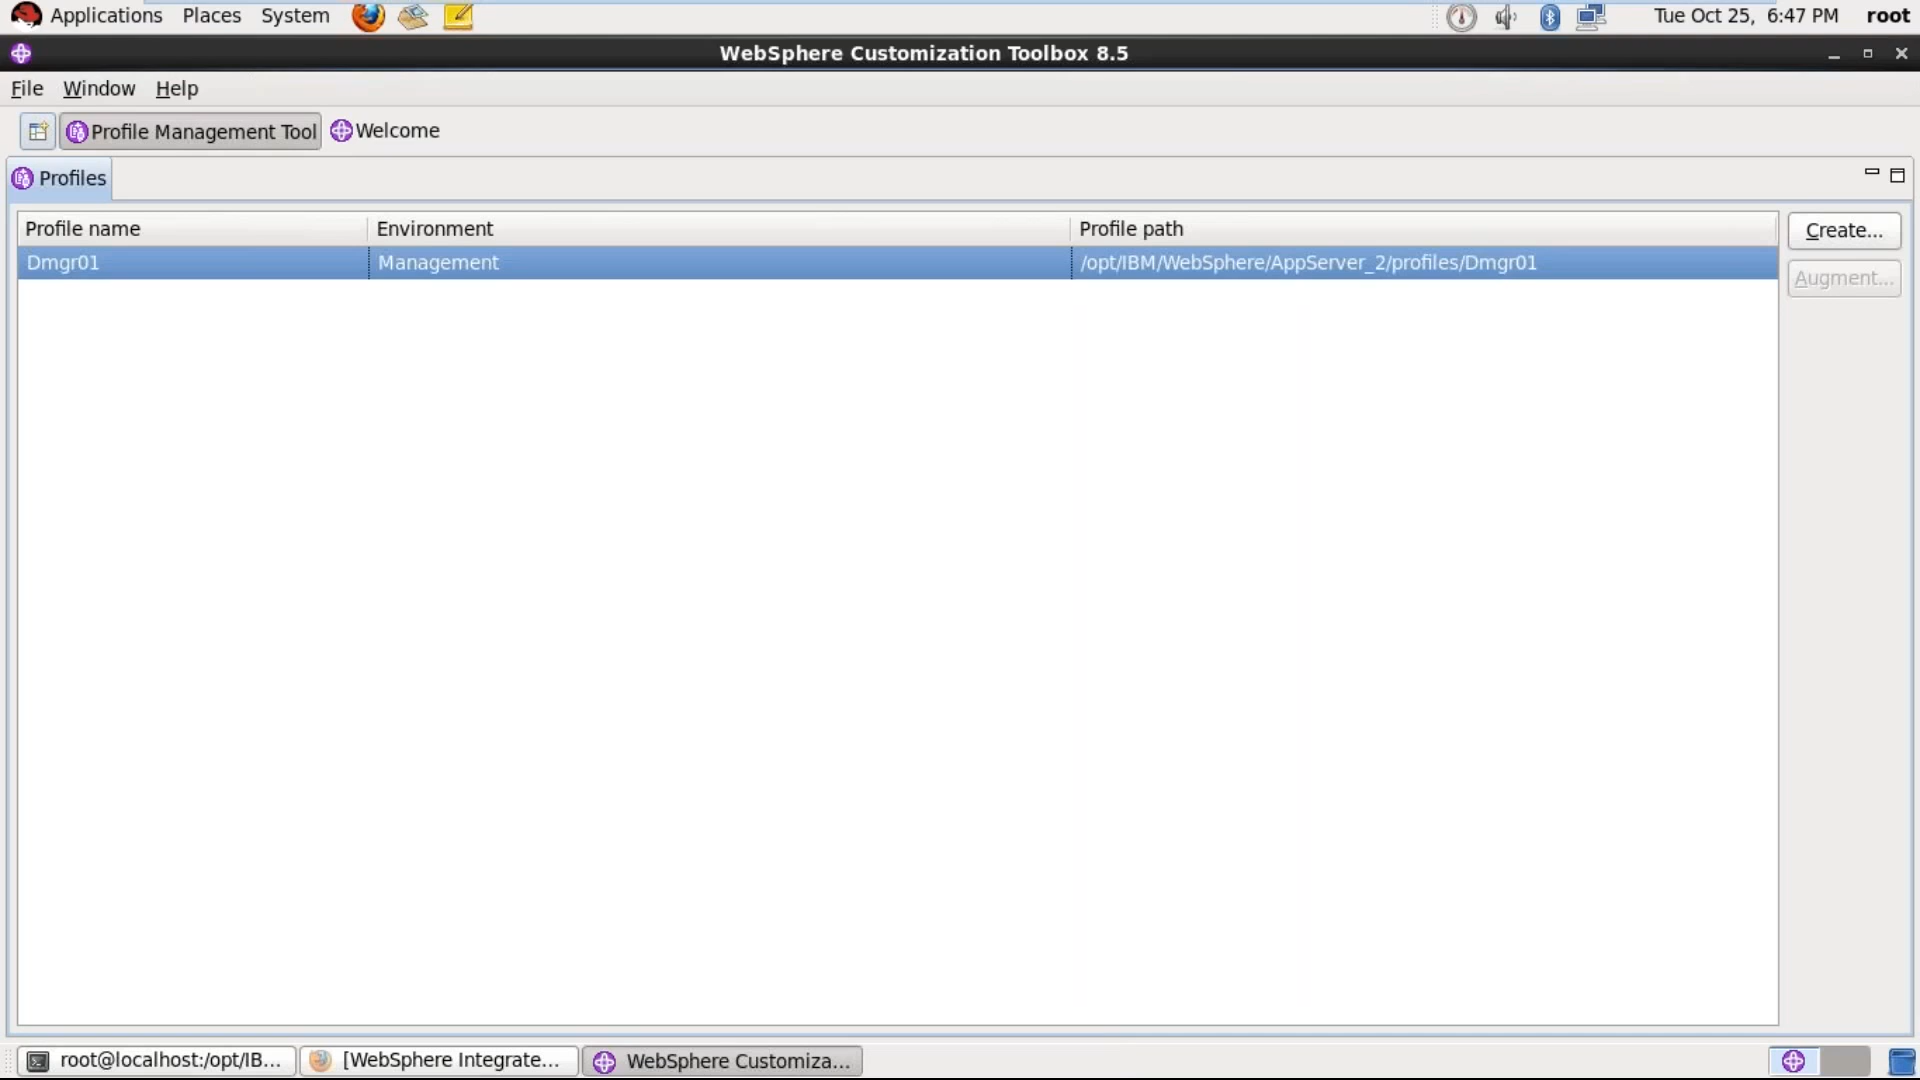 Applications Places System Tue Oct 25, 6:47 PM root
WebSphere Customization Toolbox 8.5
File Window Help
Profile Management Tool Welcome
Profiles
Profile name Environment Profile path Create...
Dmgr01 Management /opt/IBM/WebSphere/AppServer_2/profiles/Dmgr01
Augment...
root@localhost:/opt/IB... [WebSphere Integrate... WebSphere Customiza...